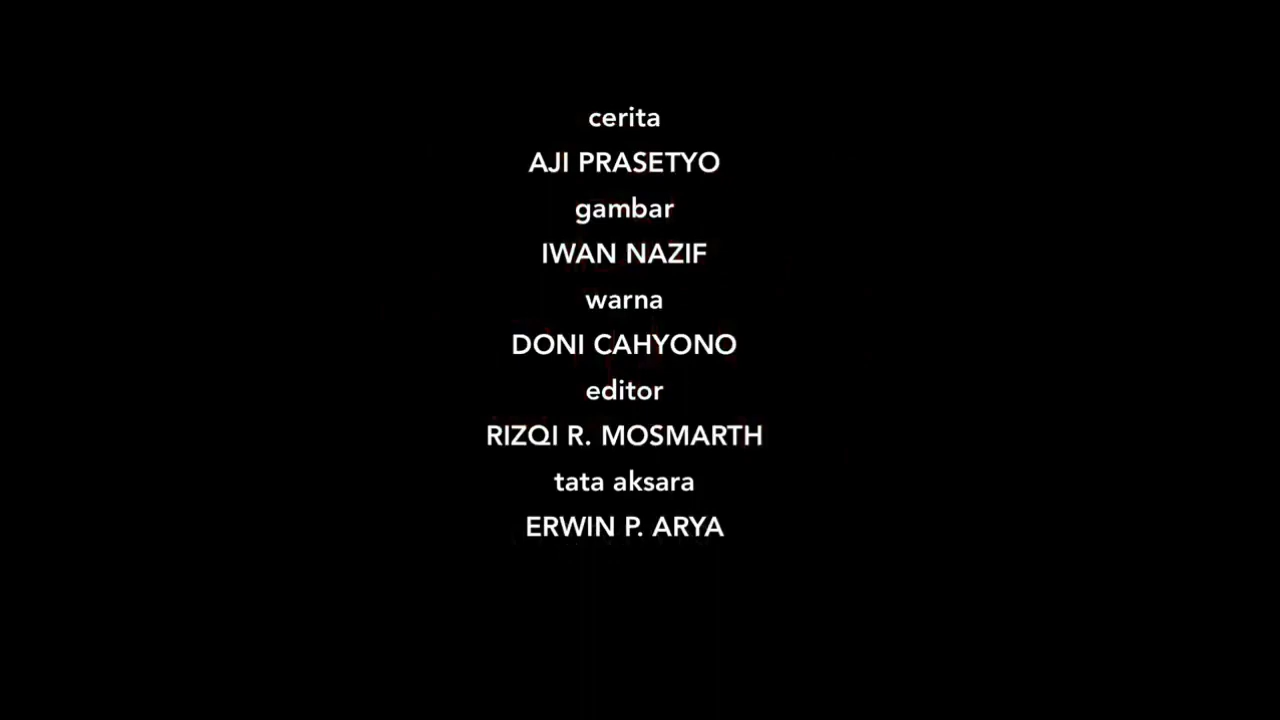 cerita
AJI PRASETYO
gambar
IWAN NAZIF
warna
DONI CAHYONO
editor
RIZQI R. MOSMARTH
tata aksara
ERWIN P. ARYA